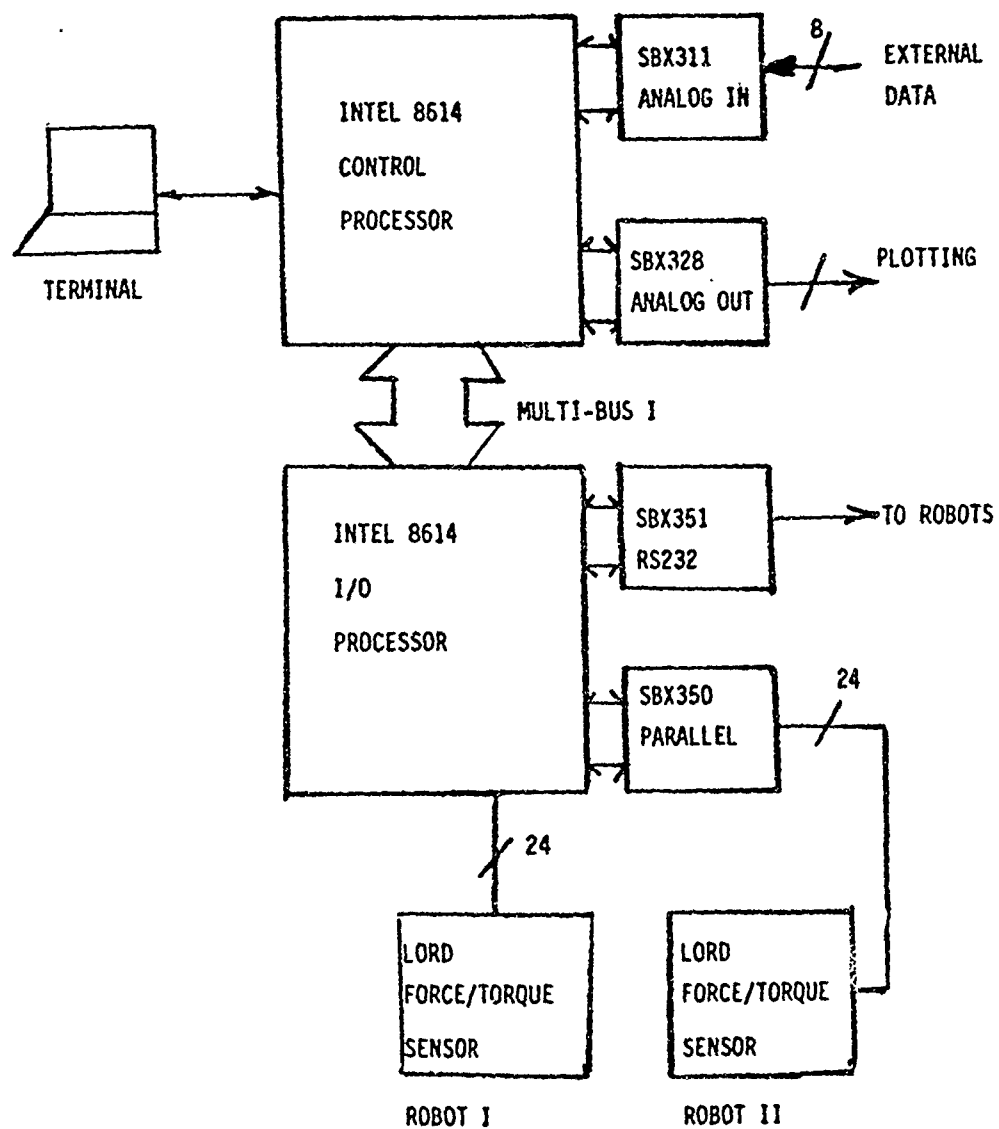 INTEL 8614
CONTROL
PROCESSOR
SBX311
ANALOG IN
8
EXTERNAL
DATA
TERMINAL
SBX328
ANALOG OUT
PLOTTING
MULTI-BUS I
INTEL 8614
I/O
PROCESSOR
SBX351
RS232
TO ROBOTS
SBX350
PARALLEL
24
24
LORD
FORCE/TORQUE
SENSOR
ROBOT I
LORD
FORCE/TORQUE
SENSOR
ROBOT II